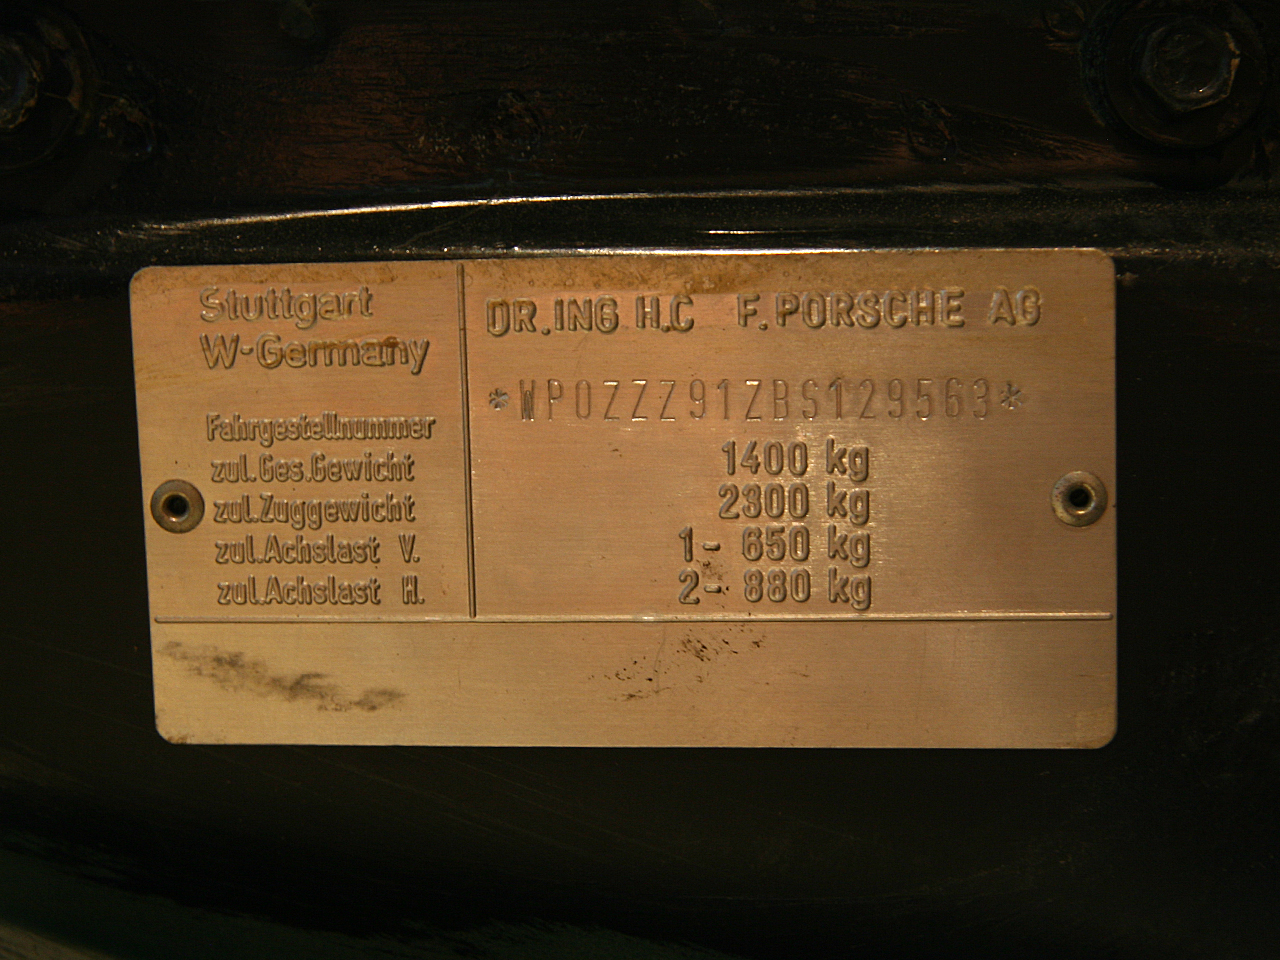 Stuttgart
W-Germany
DR.ING H.C F.PORSCHE AG
*WP0ZZZ91ZBS129563*
Fahrgestellnummer
zul.Ges.Gewicht 1400 kg
zul.Zuggewicht 2300 kg
zul.Achslast V. 1- 650 kg
zul.Achslast H. 2- 880 kg